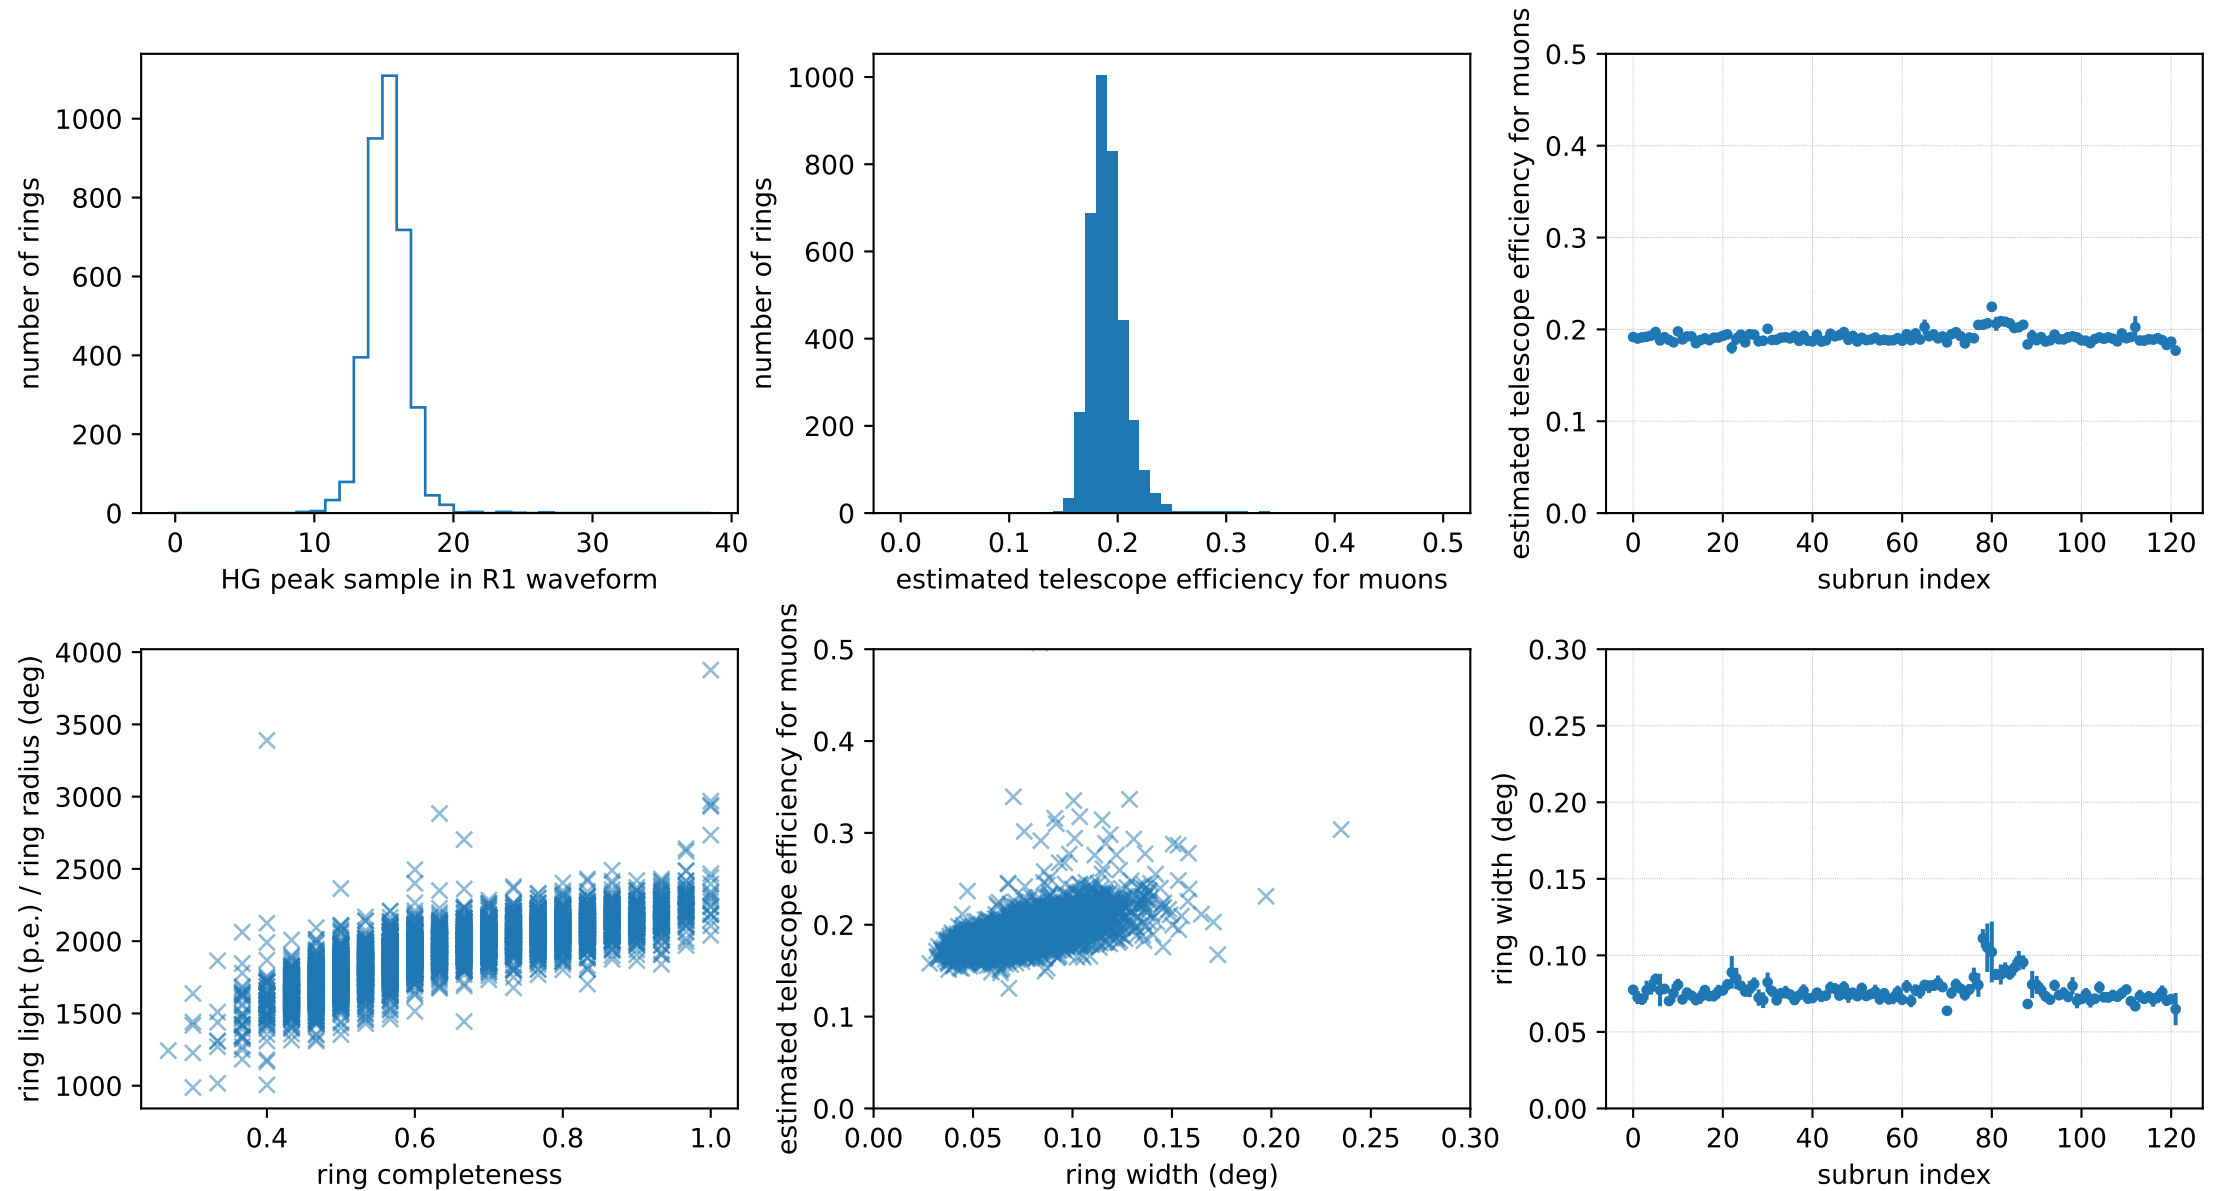 number of rings
1000
800
600
400
200
0
0 10 20 30 40
HG peak sample in R1 waveform
number of rings
1000
800
600
400
200
0
0.0 0.1 0.2 0.3 0.4 0.5
estimated telescope efficiency for muons
estimated telescope efficiency for muons
0.5
0.4
0.3
0.2
0.1
0.0
0 20 40 60 80 100 120
subrun index
ring light (p.e.) / ring radius (deg)
4000
3500
3000
2500
2000
1500
1000
0.4 0.6 0.8 1.0
ring completeness
estimated telescope efficiency for muons
0.5
0.4
0.3
0.2
0.1
0.0
0.00 0.05 0.10 0.15 0.20 0.25 0.30
ring width (deg)
ring width (deg)
0.30
0.25
0.20
0.15
0.10
0.05
0.00
0 20 40 60 80 100 120
subrun index